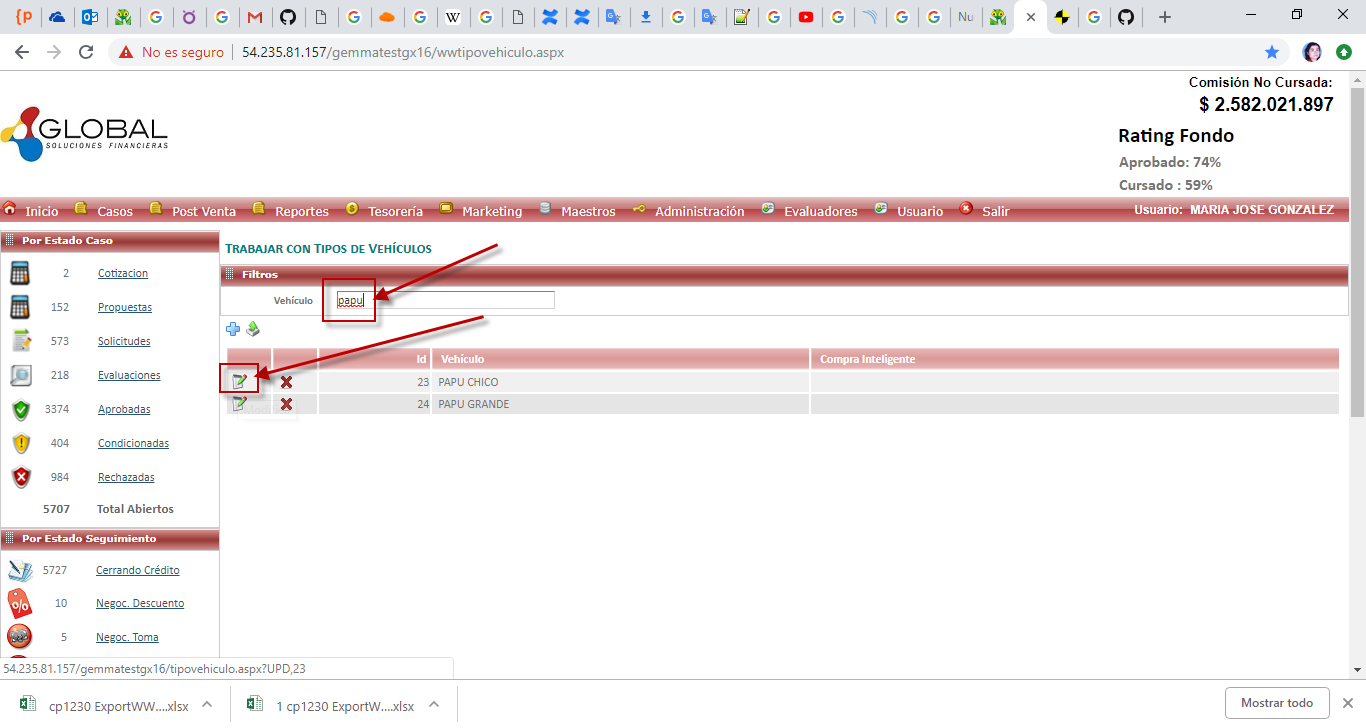 Nu
No es seguro | 54.235.81.157/gemmatestgx16/wwtipovehiculo.aspx
Comisión No Cursada:
$ 2.582.021.897
GLOBAL
SOLUCIONES FINANCIERAS
Rating Fondo
Aprobado: 74%
Cursado : 59%
Inicio Casos Post Venta Reportes Tesorería Marketing Maestros Administración Evaluadores Usuario Salir Usuario: MARIA JOSE GONZALEZ
Por Estado Caso
2 Cotizacion
152 Propuestas
573 Solicitudes
218 Evaluaciones
3374 Aprobadas
404 Condicionadas
984 Rechazadas
5707 Total Abiertos
Por Estado Seguimiento
5727 Cerrando Crédito
10 Negoc. Descuento
5 Negoc. Toma
TRABAJAR CON TIPOS DE VEHÍCULOS
Filtros
Vehículo papu
Id Vehículo Compra Inteligente
23 PAPU CHICO
24 PAPU GRANDE
54.235.81.157/gemmatestgx16/tipovehiculo.aspx?UPD,23
cp1230 ExportWW....xlsx 1 cp1230 ExportW....xlsx Mostrar todo